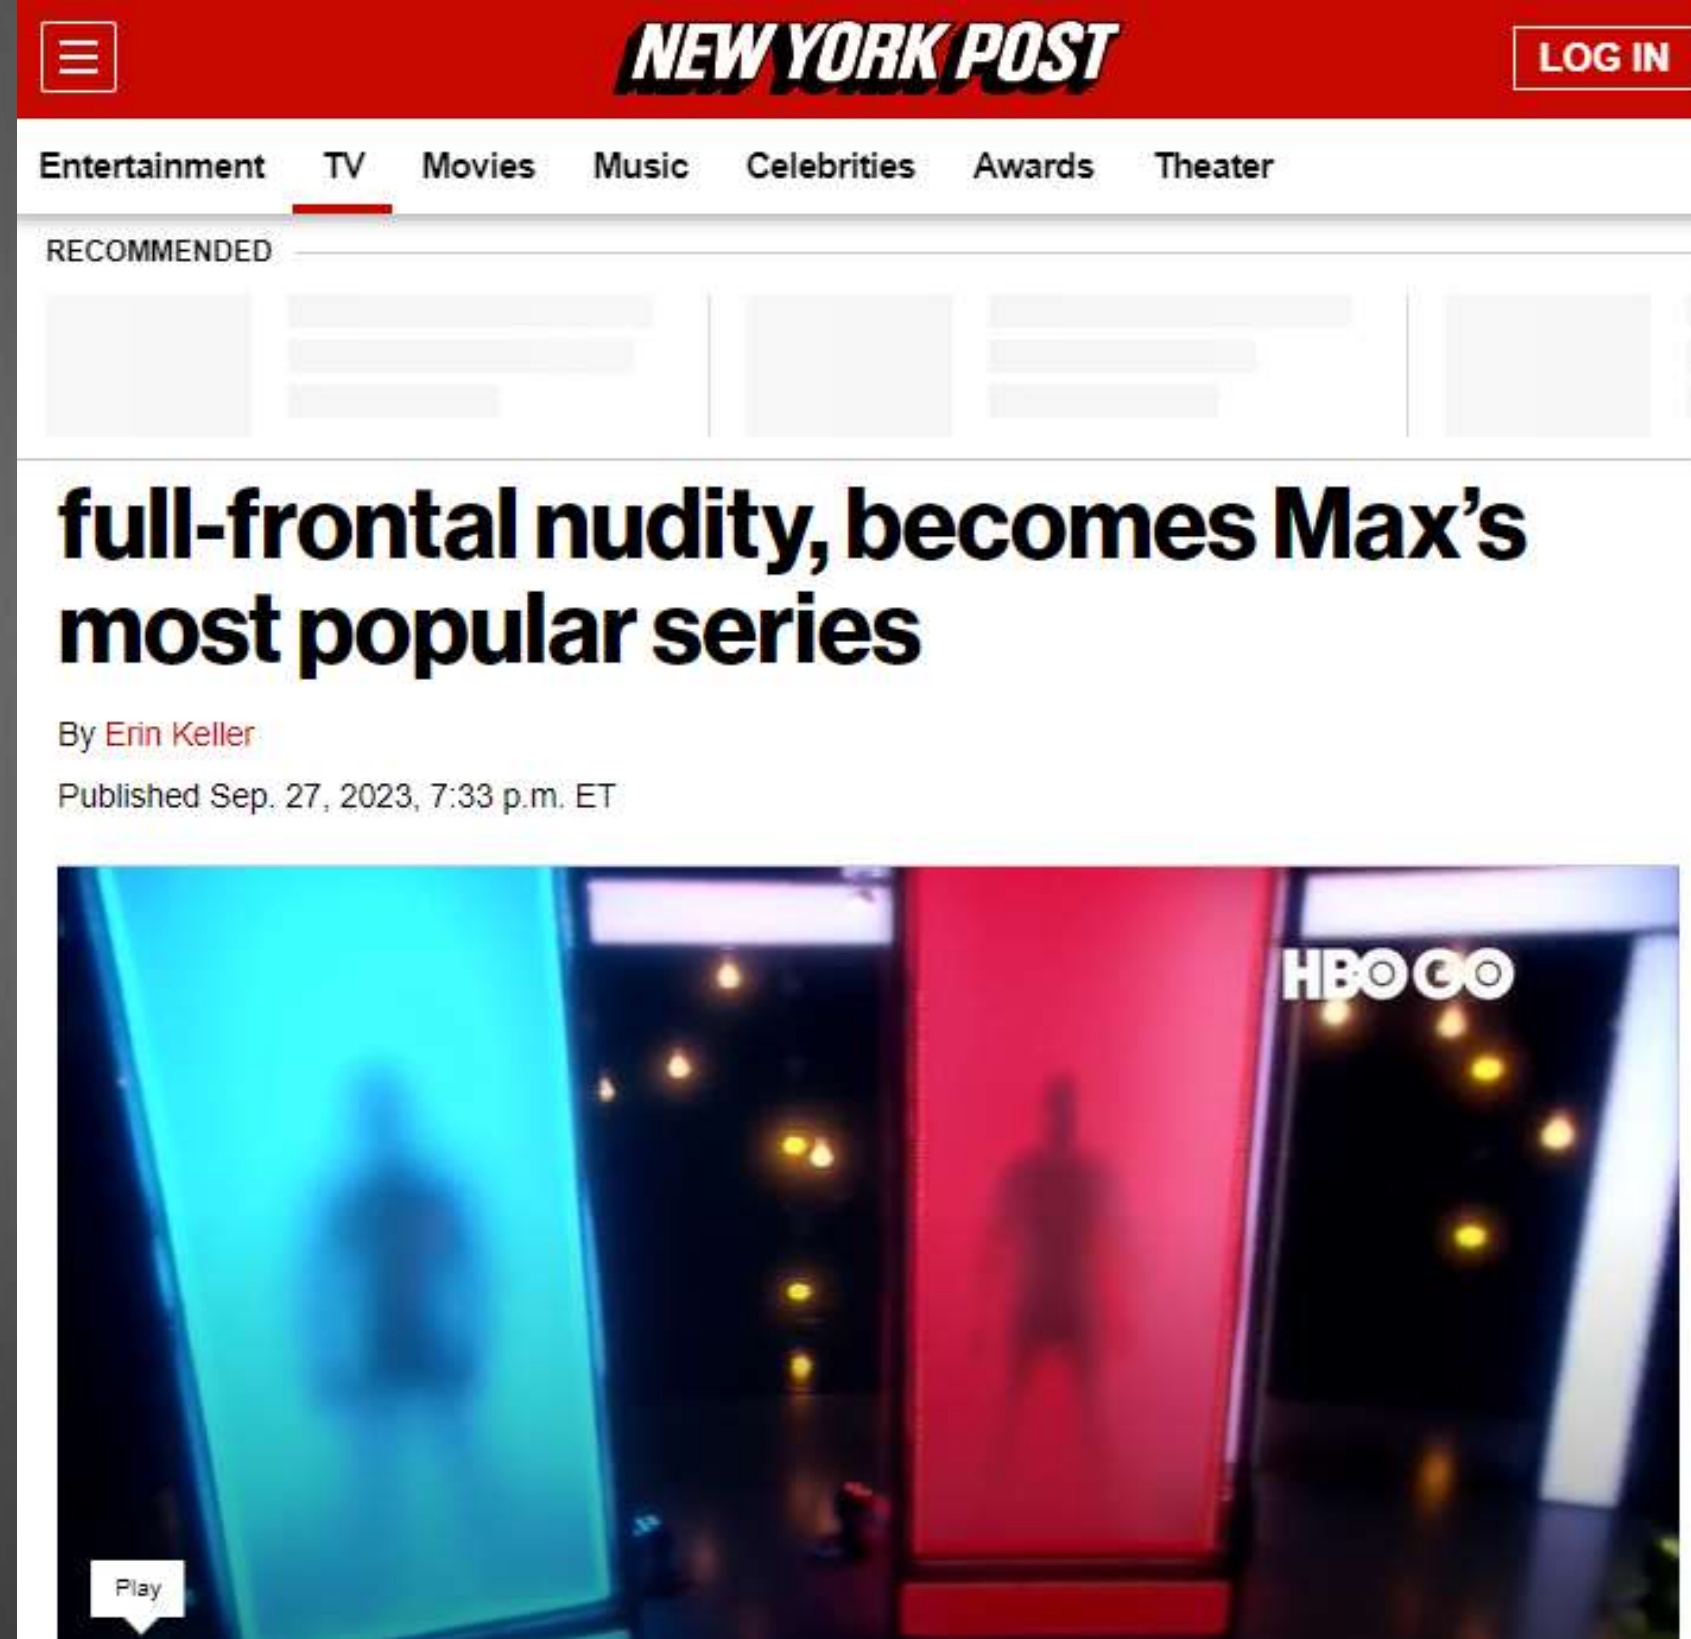 NEW YORK POST
LOG IN
Entertainment TV Movies Music Celebrities Awards Theater
RECOMMENDED
full-frontal nudity, becomes Max’s
most popular series
By Erin Keller
Published Sep. 27, 2023, 7:33 p.m. ET
HBO GO
Play